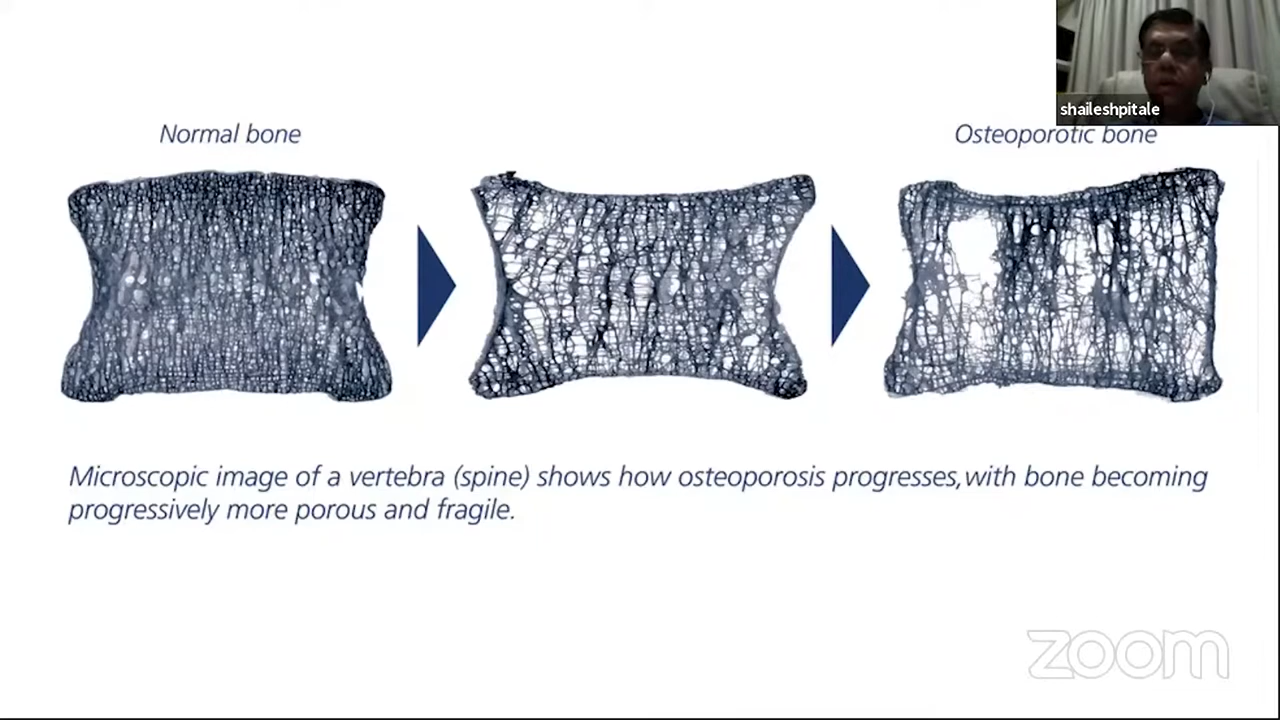 shaileshpitale
Normal bone
Osteoporotic bone
Microscopic image of a vertebra (spine) shows how osteoporosis progresses, with bone becoming
progressively more porous and fragile.
zoom